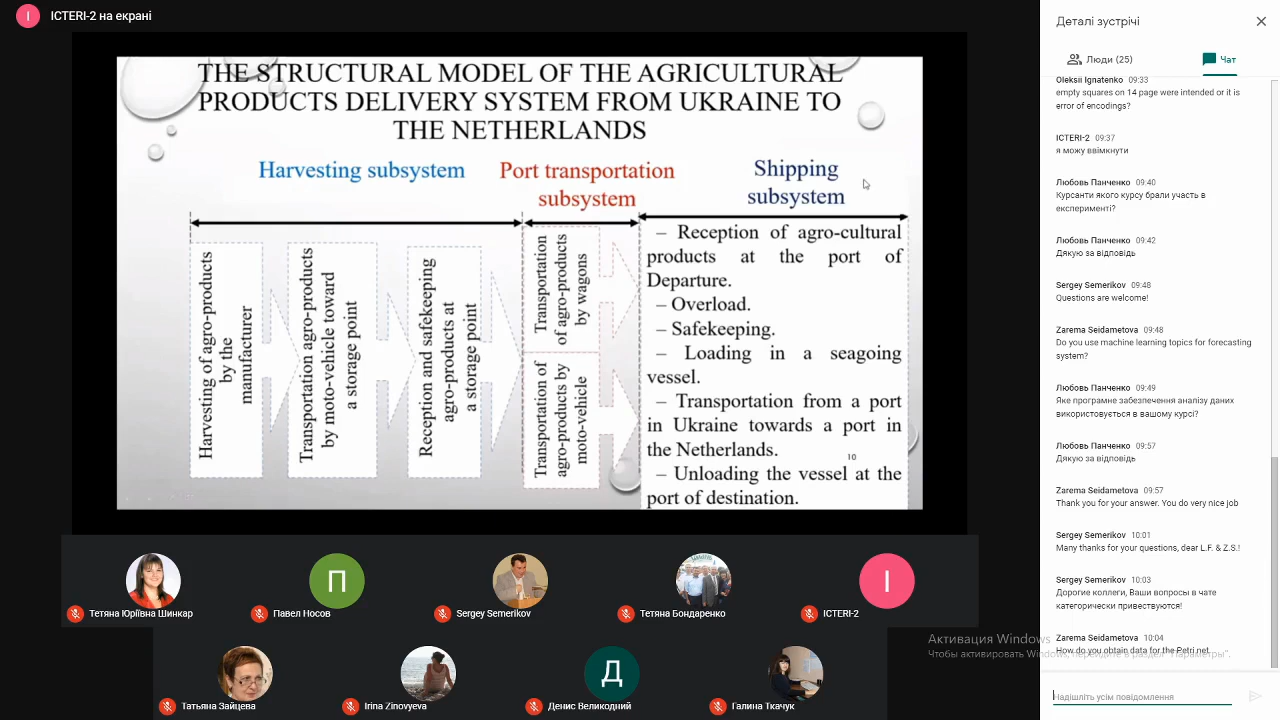 I
ICTERI-2 на екрані
THE STRUCTURAL MODEL OF THE AGRICULTURAL
PRODUCTS DELIVERY SYSTEM FROM UKRAINE TO
THE NETHERLANDS
Harvesting subsystem
Port transportation
subsystem
Shipping
subsystem
Harvesting of agro-products
by the
manufacturer
Transportation agro-products
by moto-vehicle toward
a storage point
Reception and safekeeping
agro-products at
a storage point
Transportation
of agro-products
by wagons
Transportation of
agro-products by
moto-vehicle
– Reception of agro-cultural
products at the port of
Departure.
– Overload.
– Safekeeping.
– Loading in a seagoing
vessel.
– Transportation from a port
in Ukraine towards a port in
the Netherlands.
– Unloading the vessel at the
port of destination.
10
Тетяна Юріївна Шинкар
П
Павел Носов
Sergey Semerikov
Тетяна Бондаренко
I
ICTERI-2
Татьяна Зайцева
Irina Zinovyeva
Д
Денис Великодний
Галина Ткачук
Деталі зустрічі
Люди (25)
Чат
Oleksii Ignatenko 09:33
empty squares on 14 page were intended or it is
error of encodings?
ICTERI-2 09:37
я можу ввімкнути
Любовь Панченко 09:40
Курсанти якого курсу брали участь в
експерименті?
Любовь Панченко 09:42
Дякую за відповідь
Sergey Semerikov 09:48
Questions are welcome!
Zarema Seidametova 09:48
Do you use machine learning topics for forecasting
system?
Любовь Панченко 09:49
Яке програмне забезпечення аналізу даних
використовується в вашому курсі?
Любовь Панченко 09:57
Дякую за відповідь
Zarema Seidametova 09:57
Thank you for your answer. You do very nice job
Sergey Semerikov 10:01
Many thanks for your questions, dear L.F. & Z.S.!
Sergey Semerikov 10:03
Дорогие коллеги, Ваши вопросы в чате
категорически привествуются!
Zarema Seidametova 10:04
How do you obtain data for the Petri net
Активация Windows
Чтобы активировать Windows, перейдите в раздел "Параметры".
Надішліть усім повідомлення